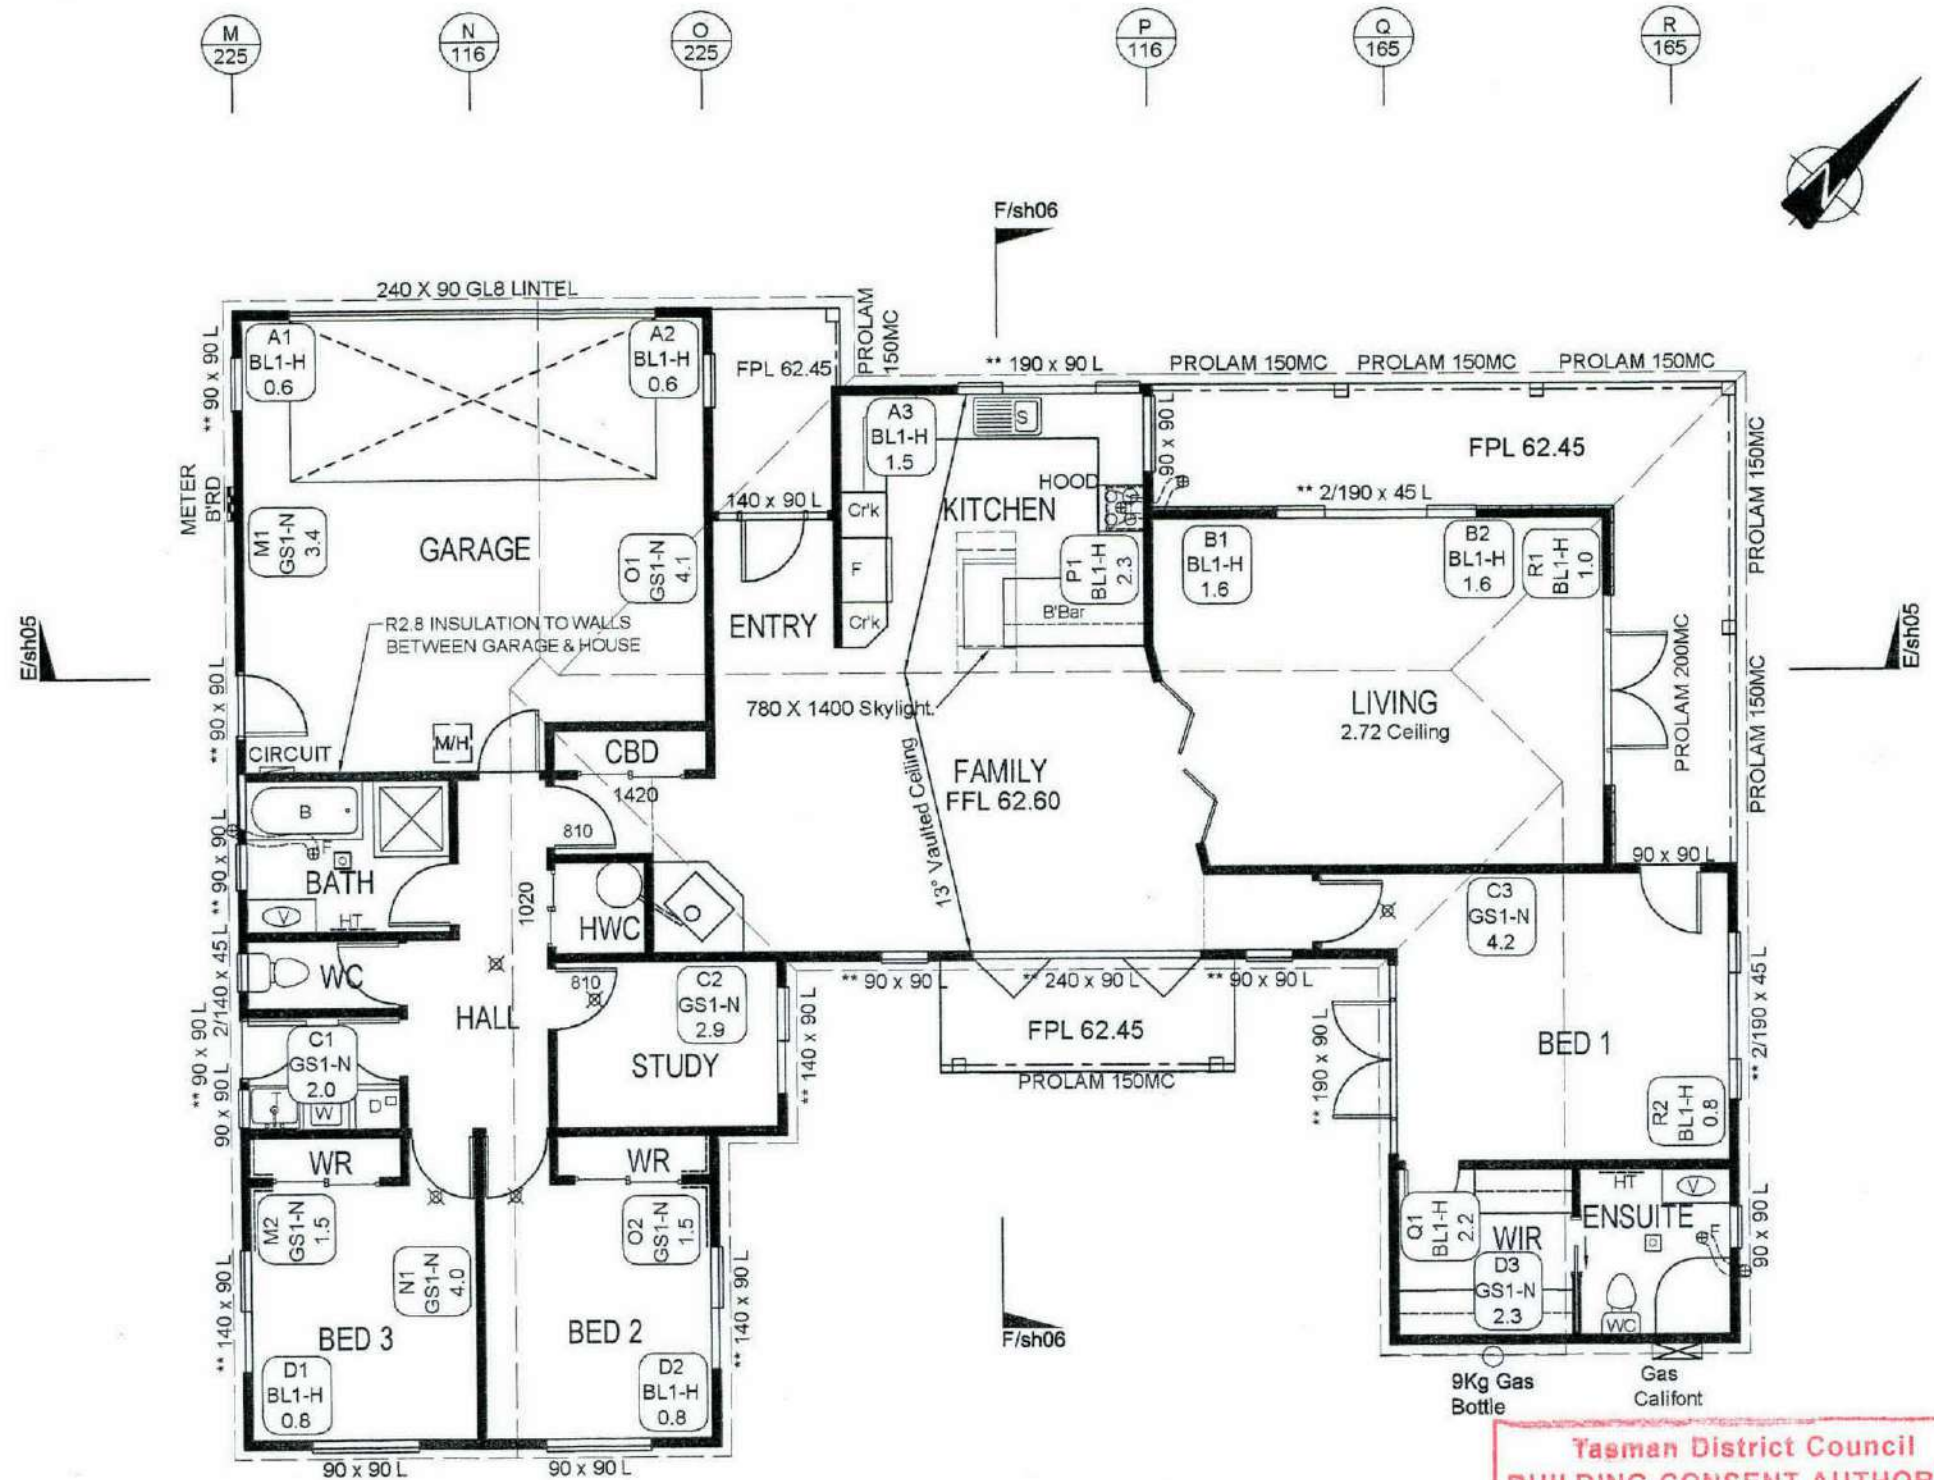 M
225
N
116
O
225
P
116
Q
165
R
165
N
F/sh06
240 X 90 GL8 LINTEL
PROLAM
150MC
** 190 x 90 L
PROLAM 150MC
PROLAM 150MC
PROLAM 150MC
A1
BL1-H
0.6
A2
BL1-H
0.6
FPL 62.45
** 90 x 90 L
A3
BL1-H
1.5
S
90 x 90 L
FPL 62.45
PROLAM 150MC
METER
B'RD
HOOD
140 x 90 L
Cr'k
KITCHEN
** 2/190 x 45 L
M1
GS1-N
3.4
GARAGE
O1
GS1-N
4.1
F
P1
BL1-H
2.3
B1
BL1-H
1.6
B2
BL1-H
1.6
R1
BL1-H
1.0
E/sh05
R2.8 INSULATION TO WALLS
BETWEEN GARAGE & HOUSE
ENTRY
Cr'k
B'Bar
E/sh05
** 90 x 90 L
780 X 1400 Skylight.
LIVING
2.72 Ceiling
PROLAM 200MC
PROLAM 150MC
M/H
CIRCUIT
CBD
1420
13° Vaulted Ceiling
FAMILY
FFL 62.60
B
810
** 90 x 90 L
F
BATH
V
HT
1020
HWC
90 x 90 L
C3
GS1-N
4.2
2/140 x 45 L
WC
810
C2
GS1-N
2.9
** 90 x 90 L
** 240 x 90 L
** 90 x 90 L
** 90 x 90 L
HALL
STUDY
** 140 x 90 L
FPL 62.45
PROLAM 150MC
** 190 x 90 L
BED 1
** 2/190 x 45 L
C1
GS1-N
2.0
90 x 90 L
T
W
D
R2
BL1-H
0.8
WR
WR
M2
GS1-N
1.5
O2
GS1-N
1.5
HT
V
Q1
BL1-H
2.2
WIR
ENSUITE
F
90 x 90 L
** 140 x 90 L
N1
GS1-N
4.0
D3
GS1-N
2.3
WC
BED 3
BED 2
** 140 x 90 L
F/sh06
D1
BL1-H
0.8
D2
BL1-H
0.8
9Kg Gas
Bottle
Gas
Califont
90 x 90 L
90 x 90 L
Tasman District Council